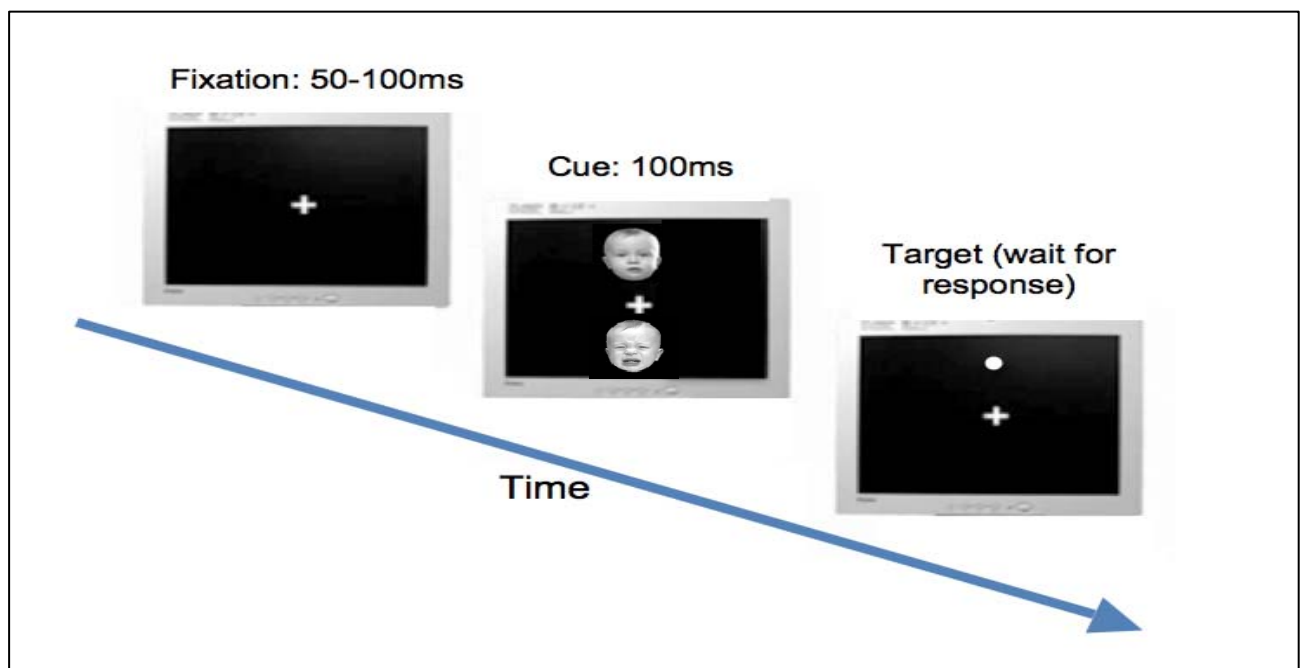 Fixation: 50-100ms
Cue: 100ms
Target (wait for
response)
Time